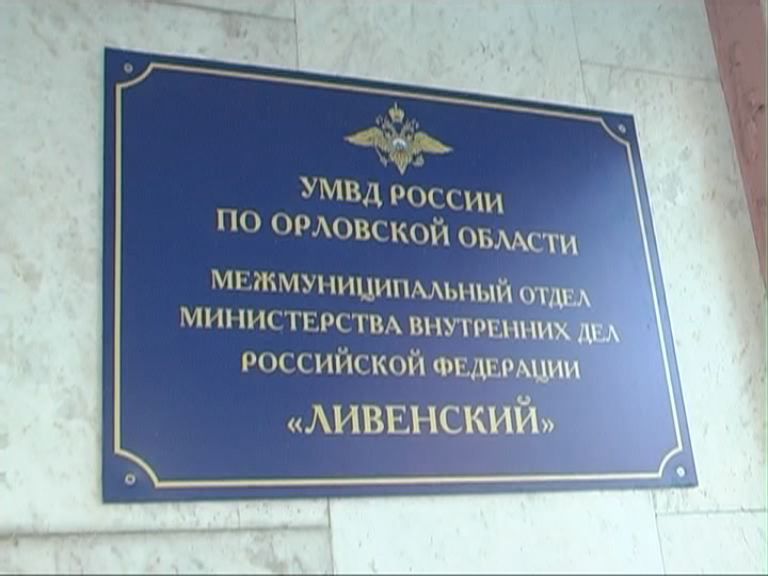 УМВД РОССИИ
ПО ОРЛОВСКОЙ ОБЛАСТИ
МЕЖМУНИЦИПАЛЬНЫЙ ОТДЕЛ
МИНИСТЕРСТВА ВНУТРЕННИХ ДЕЛ
РОССИЙСКОЙ ФЕДЕРАЦИИ
«ЛИВЕНСКИЙ»